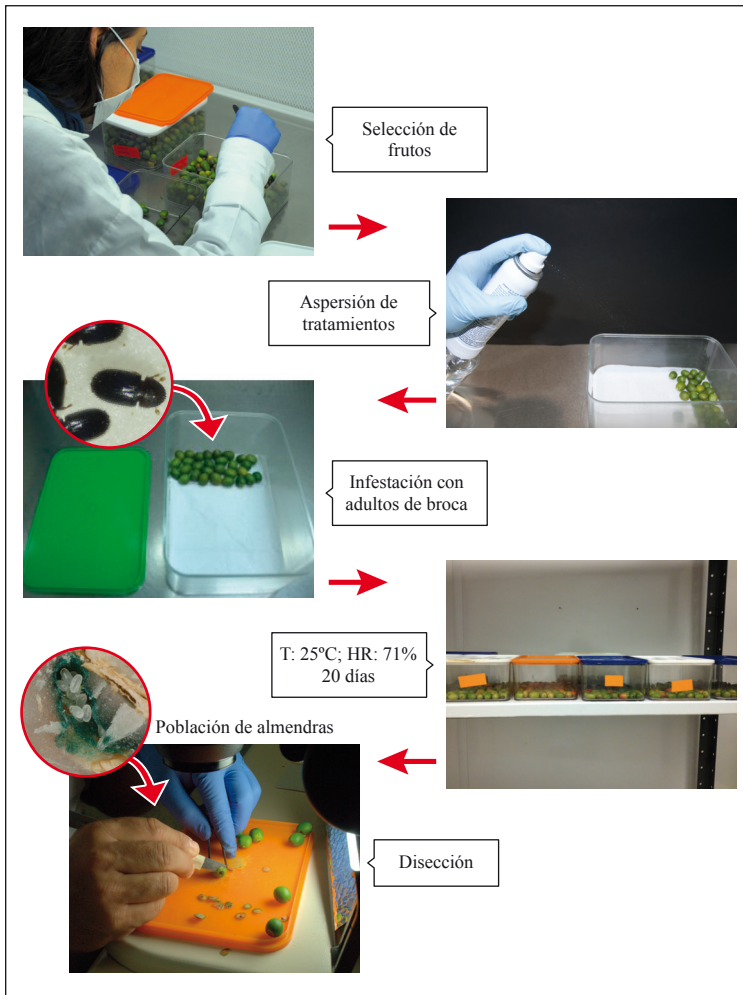 Selección de
frutos
Aspersión de
tratamientos
Infestación con
adultos de broca
T: 25ºC; HR: 71%
20 días
Población de almendras
Disección